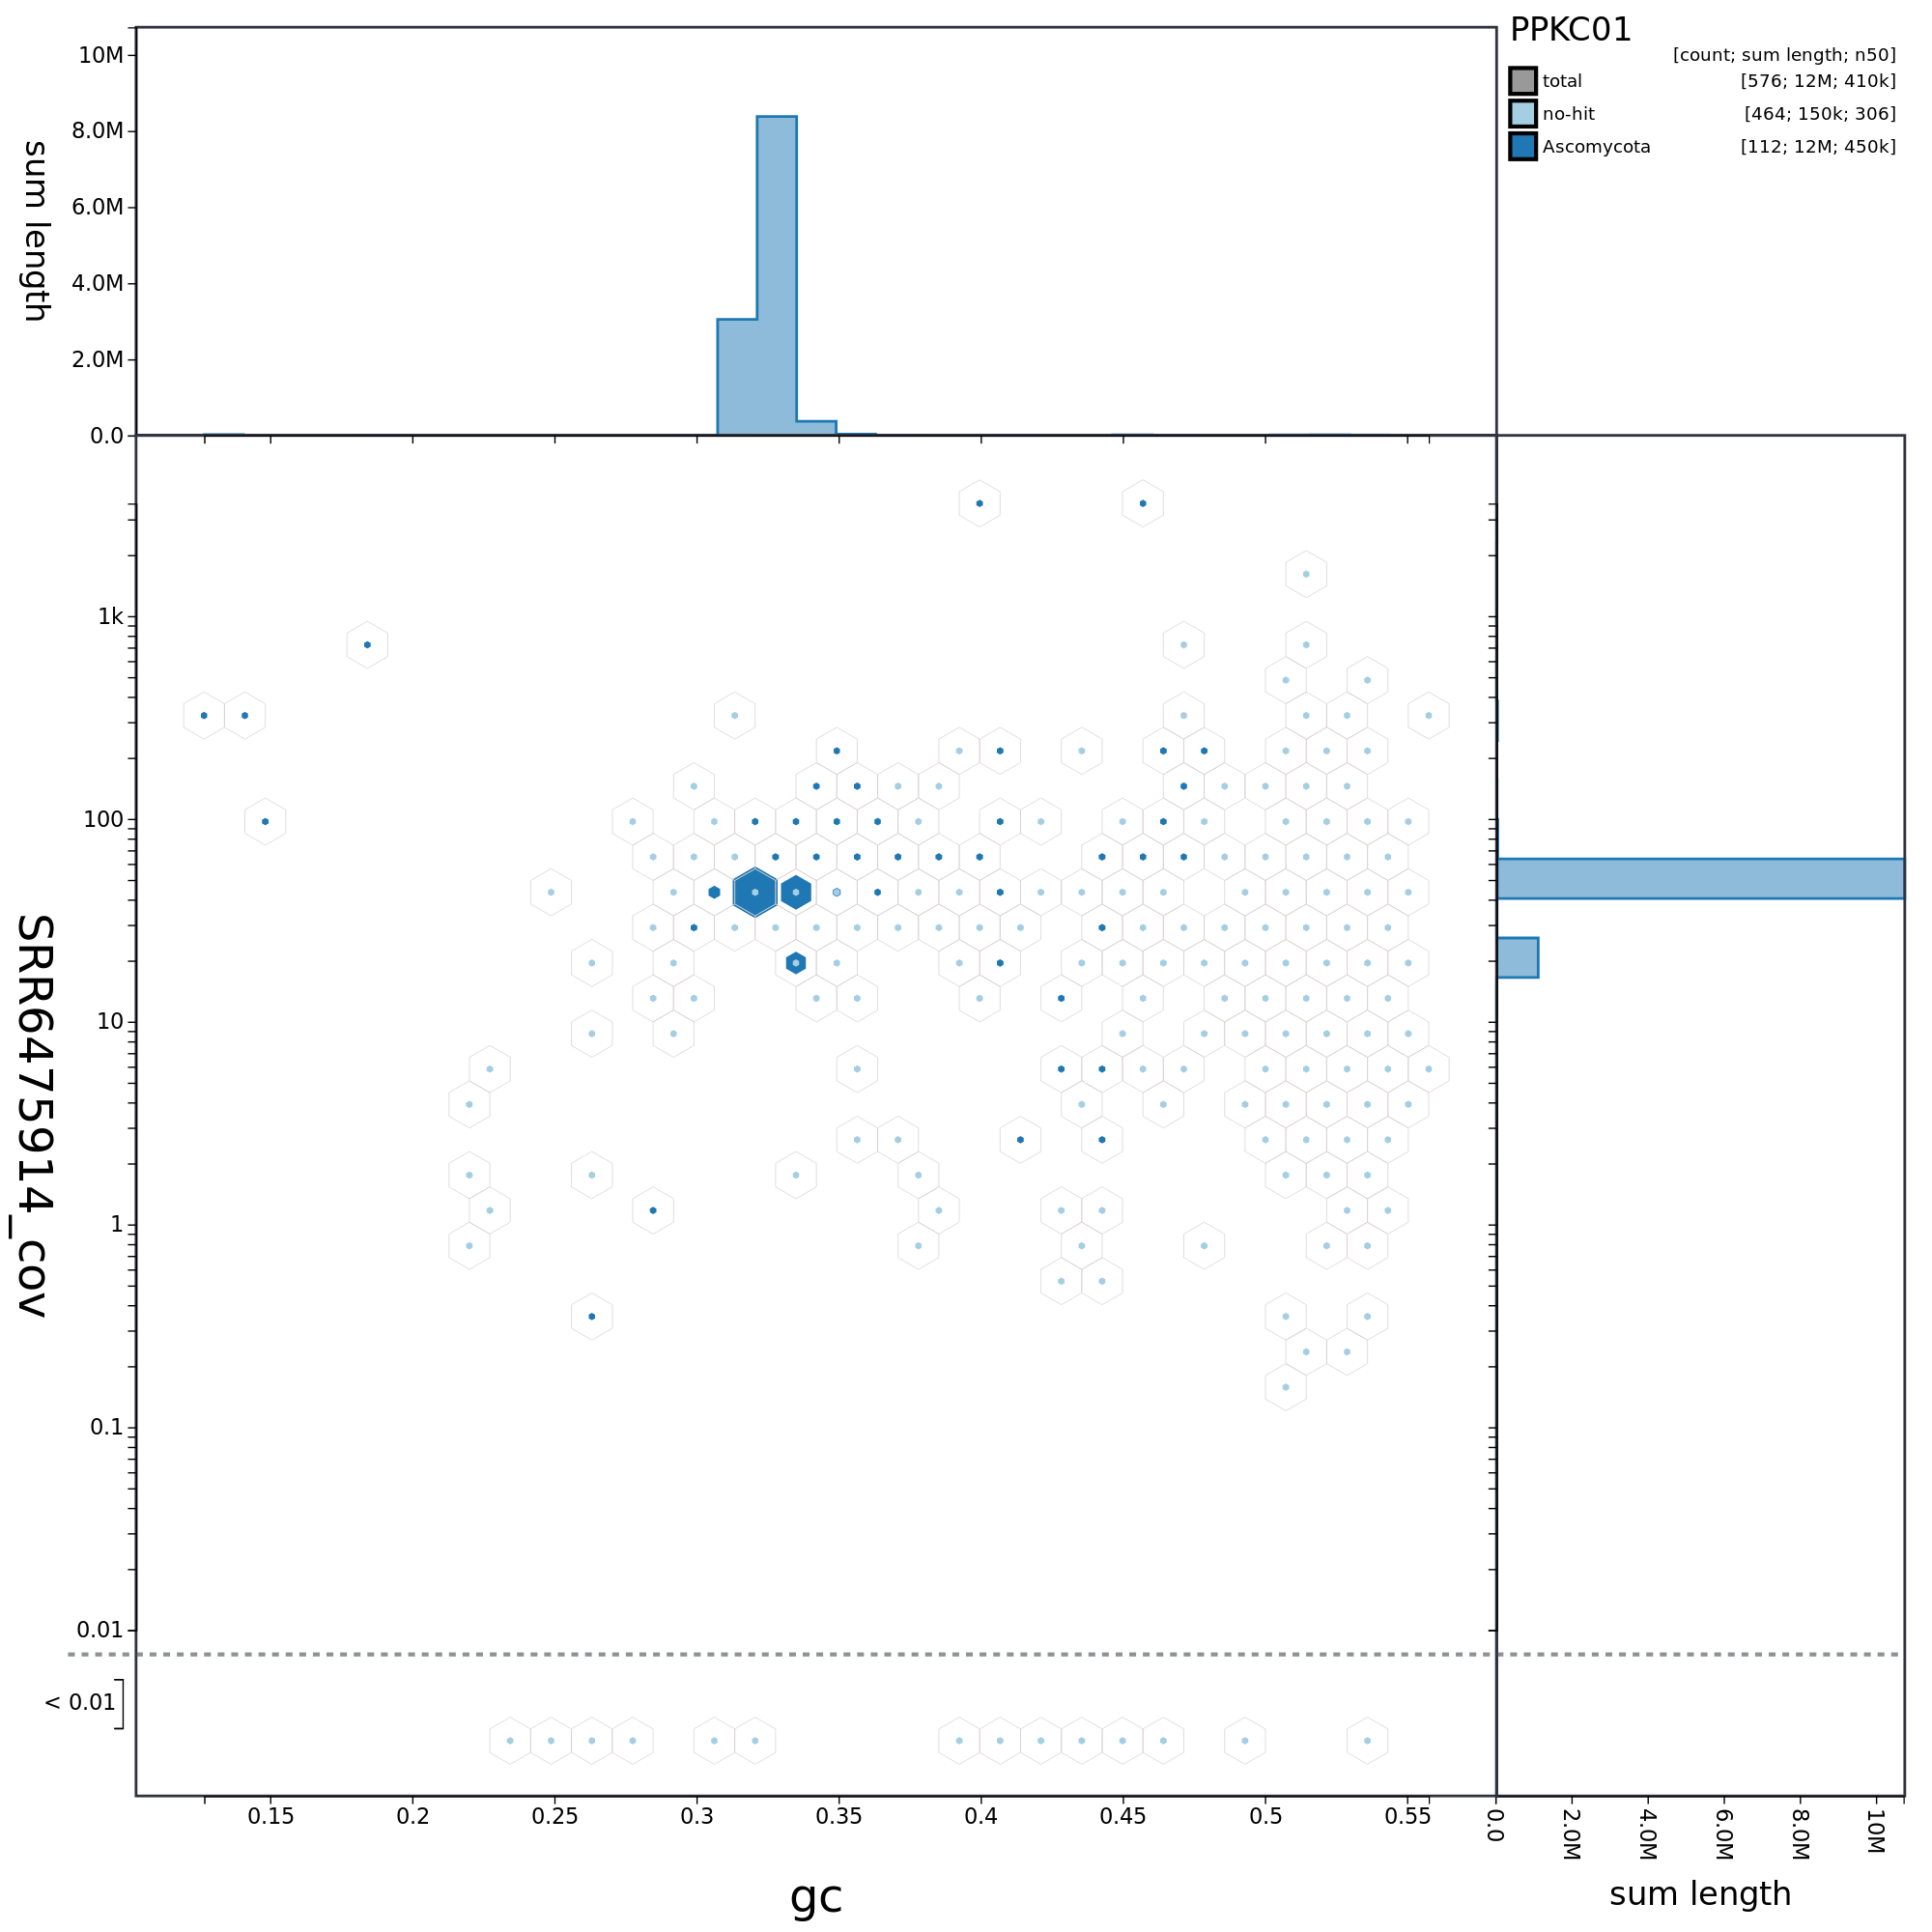 PPKC01
[count; sum length; n50]
total [576; 12M; 410k]
no-hit [464; 150k; 306]
Ascomycota [112; 12M; 450k]
sum length
10M
8.0M
6.0M
4.0M
2.0M
0.0
SRR6475914_cov
1k
100
10
1
0.1
0.01
< 0.01
0.15 0.2 0.25 0.3 0.35 0.4 0.45 0.5 0.55
gc
0.0 2.0M 4.0M 6.0M 8.0M 10M
sum length